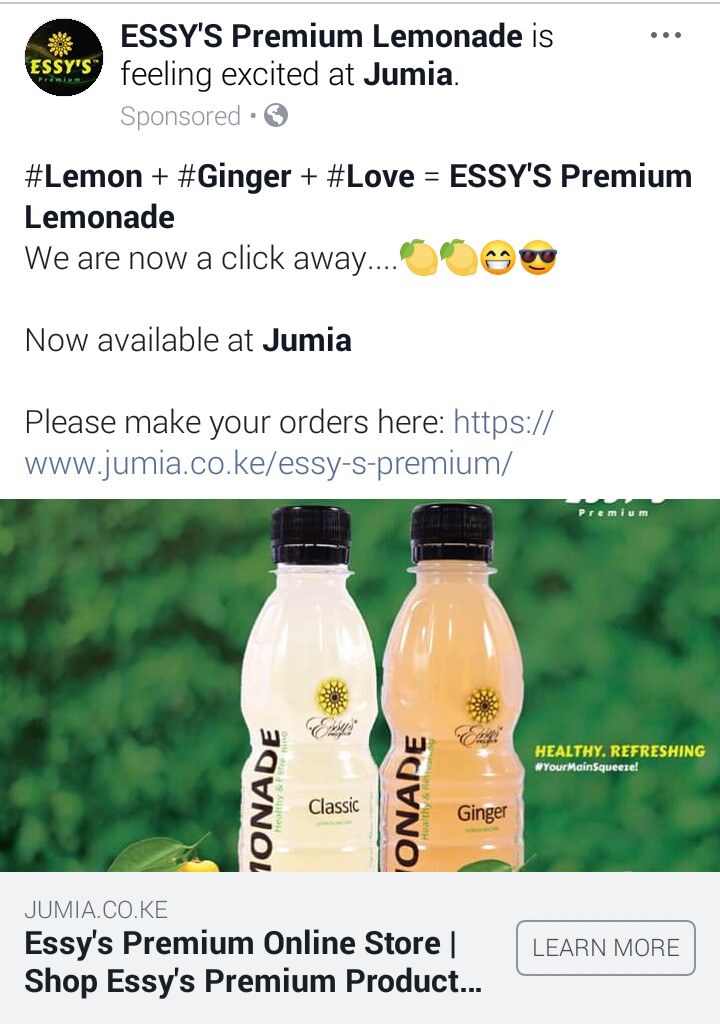 ESSY'S
Premium
ESSY'S Premium Lemonade is
feeling excited at Jumia.
Sponsored
#Lemon + #Ginger + #Love = ESSY'S Premium
Lemonade
We are now a click away....🍋🍋😁😎
Now available at Jumia
Please make your orders here: https://
www.jumia.co.ke/essy-s-premium/
Premium
Essy's
Essy's
MONADE
Healthy &
Classic
MONADE
Healthy & Refreshing
Ginger
HEALTHY. REFRESHING
#YourMainSqueeze!
JUMIA.CO.KE
Essy's Premium Online Store |
Shop Essy's Premium Product...
LEARN MORE